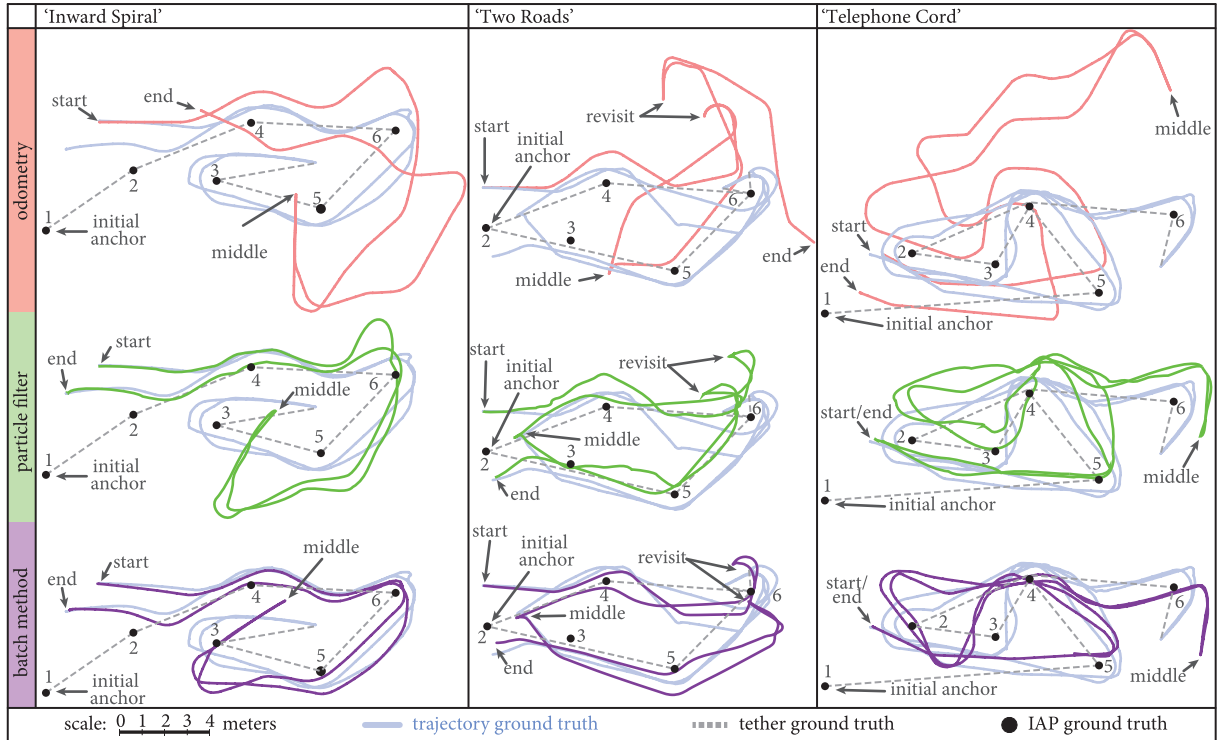 ‘Inward Spiral’
‘Two Roads’
‘Telephone Cord’
odometry
start
end
4
6
2
3
5
1
initial
anchor
middle
start
initial
anchor
revisit
4
6
2
3
5
middle
end
middle
start
end
4
6
2
3
5
1
initial anchor
particle filter
start
end
4
6
middle
2
3
5
1
initial
anchor
start
initial
anchor
revisit
4
6
middle
2
3
5
end
start/end
4
6
2
3
5
1
initial anchor
middle
batch method
start
end
middle
4
6
2
3
5
1
initial
anchor
start
initial
anchor
revisit
4
6
middle
2
3
5
end
start/
end
4
6
2
3
5
1
initial anchor
middle
scale: 0 1 2 3 4 meters
trajectory ground truth
tether ground truth
IAP ground truth